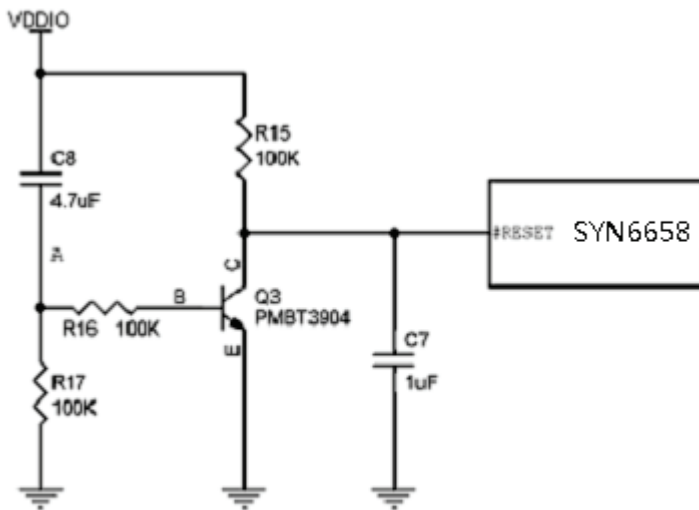 VDDIO
R15
100K
C8
4.7uF
A
#RESET
SYN6658
C
B
Q3
R16 100K
PMBT3904
E
C7
1uF
R17
100K